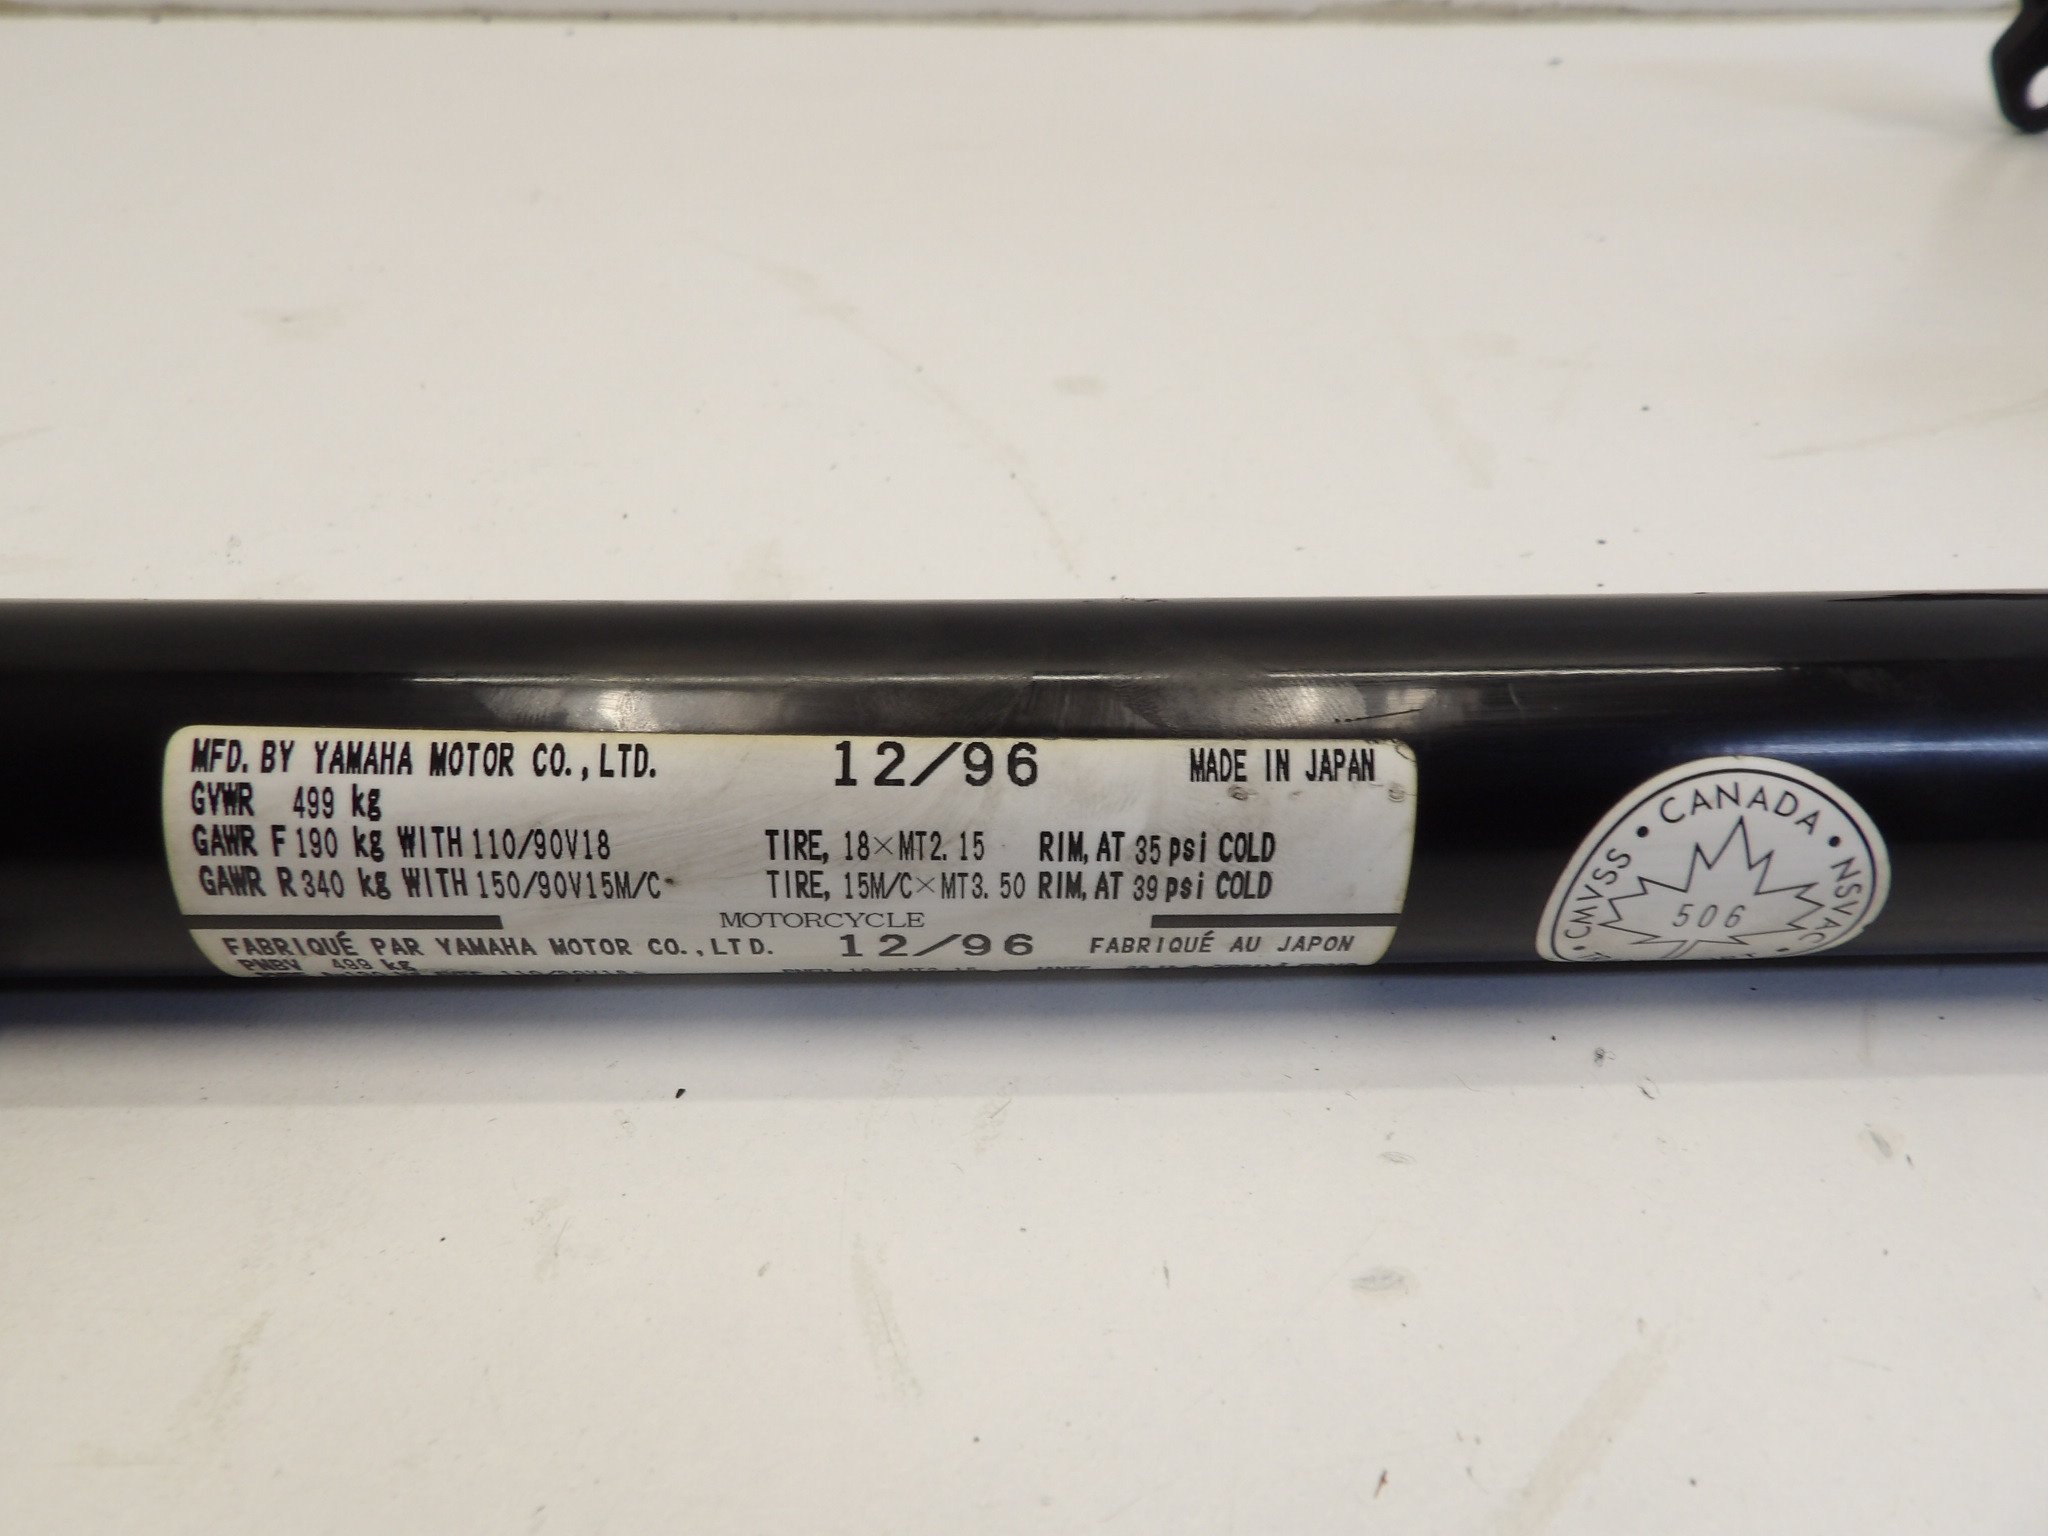 MFD. BY YAMAHA MOTOR CO., LTD. 12/96 MADE IN JAPAN
GVWR 499 kg
GAWR F 190 kg WITH 110/90V18 TIRE, 18×MT2.15 RIM, AT 35 psi COLD
GAWR R 340 kg WITH 150/90V15M/C TIRE, 15M/C×MT3.50 RIM, AT 39 psi COLD
MOTORCYCLE
FABRIQUÉ PAR YAMAHA MOTOR CO., LTD. 12/96 FABRIQUÉ AU JAPON
PNBV 499 kg
CMVSS • CANADA • NSVAC
506